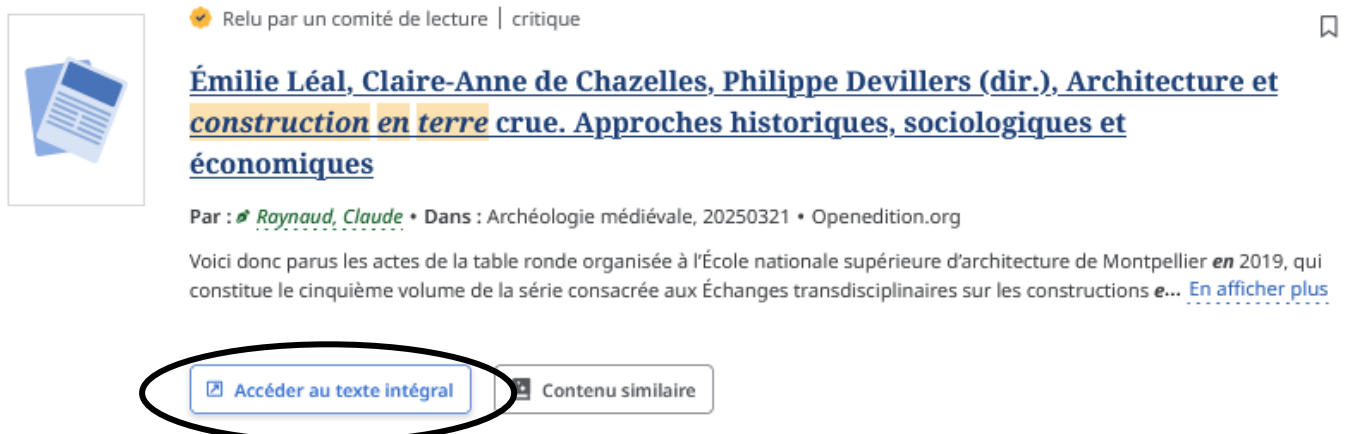 Relu par un comité de lecture | critique
Émilie Léal, Claire-Anne de Chazelles, Philippe Devillers (dir.), Architecture et
construction en terre crue. Approches historiques, sociologiques et
économiques
Par : Raynaud, Claude • Dans : Archéologie médiévale, 20250321 • Openedition.org
Voici donc parus les actes de la table ronde organisée à l'École nationale supérieure d'architecture de Montpellier en 2019, qui
constitue le cinquième volume de la série consacrée aux Échanges transdisciplinaires sur les constructions e... En afficher plus
Accéder au texte intégral Contenu similaire